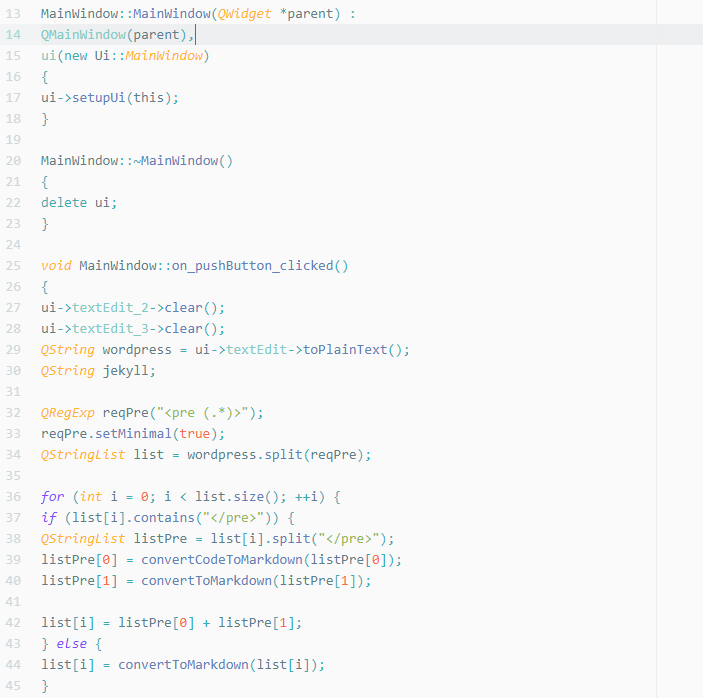 13 MainWindow::MainWindow(QWidget *parent) :
14 QMainWindow(parent),
15 ui(new Ui::MainWindow)
16 {
17 ui->setupUi(this);
18 }
19
20 MainWindow::~MainWindow()
21 {
22 delete ui;
23 }
24
25 void MainWindow::on_pushButton_clicked()
26 {
27 ui->textEdit_2->clear();
28 ui->textEdit_3->clear();
29 QString wordpress = ui->textEdit->toPlainText();
30 QString jekyll;
31
32 QRegExp reqPre("<pre (.*)>");
33 reqPre.setMinimal(true);
34 QStringList list = wordpress.split(reqPre);
35
36 for (int i = 0; i < list.size(); ++i) {
37 if (list[i].contains("</pre>")) {
38 QStringList listPre = list[i].split("</pre>");
39 listPre[0] = convertCodeToMarkdown(listPre[0]);
40 listPre[1] = convertToMarkdown(listPre[1]);
41
42 list[i] = listPre[0] + listPre[1];
43 } else {
44 list[i] = convertToMarkdown(list[i]);
45 }